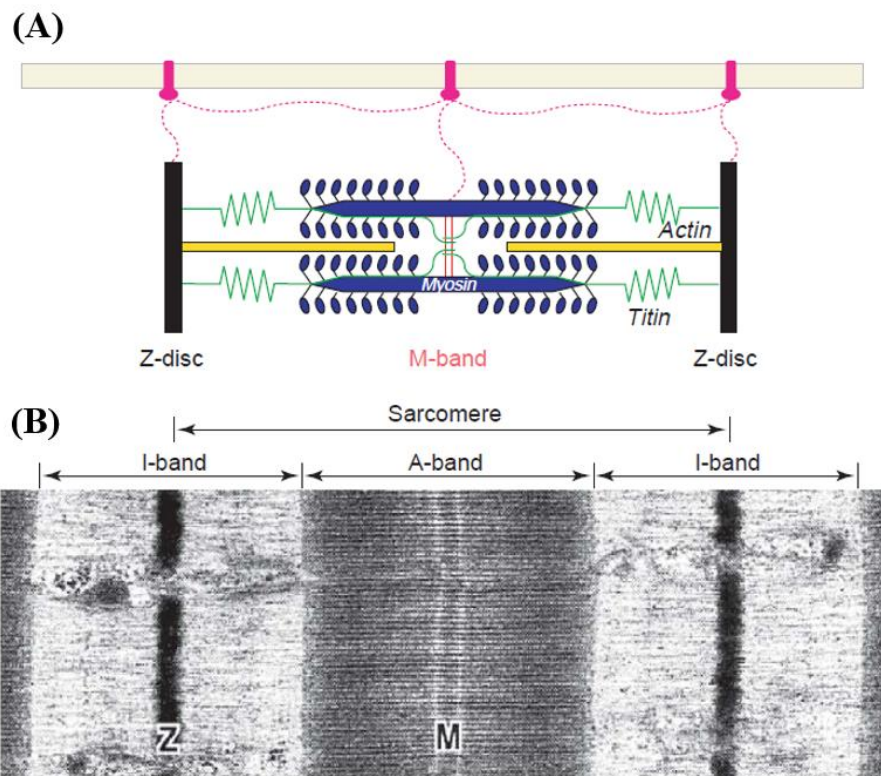 (A)
Actin
Myosin
Titin
Z-disc M-band Z-disc
(B)
Sarcomere
I-band A-band I-band
Z M